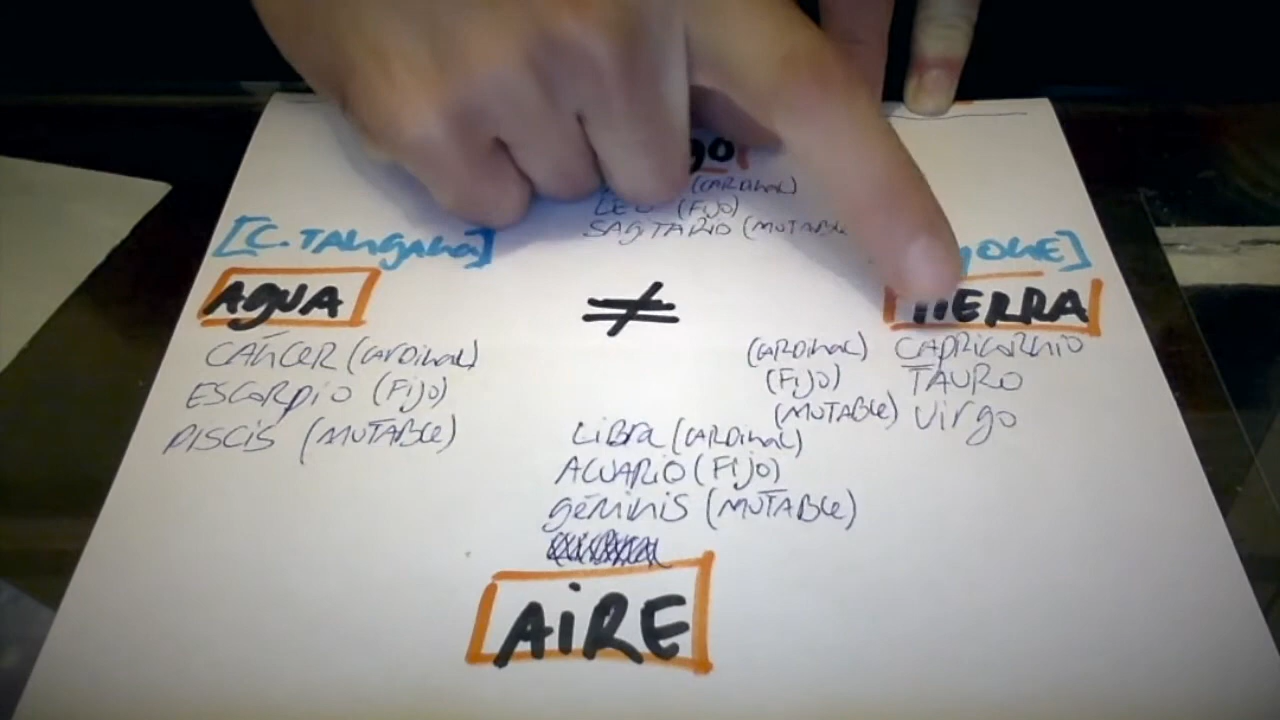 (CARDINAL)
LEO (FIJO)
SAGITARIO (MUTABLE
[C. TANGANA]
AGUA
CÁNCER (CARDINAL)
ESCORPIO (FIJO)
PISCIS (MUTABLE)
≠
TIERRA
(CARDINAL) CAPRICORNIO
(FIJO) TAURO
(MUTABLE) VIRGO
LIBRA (CARDINAL)
ACUARIO (FIJO)
GÉMINIS (MUTABLE)
AIRE